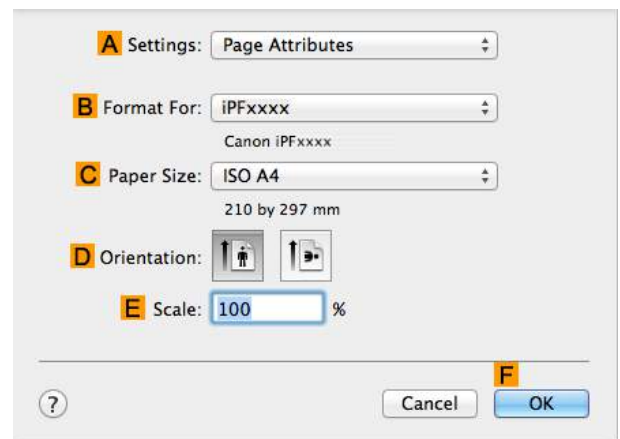 A Settings: Page Attributes
B Format For: iPFxxxx
Canon iPFxxxx
C Paper Size: ISO A4
210 by 297 mm
D Orientation:
E Scale: 100 %
F
? Cancel OK